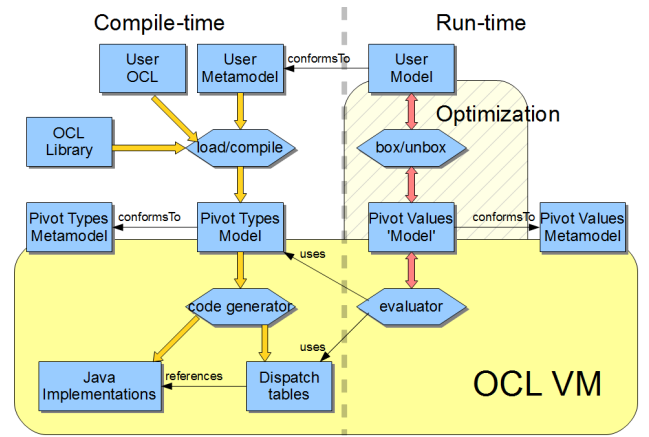 Compile-time
Run-time
User
OCL
User
Metamodel
conformsTo
User
Model
Optimization
OCL
Library
load/compile
box/unbox
Pivot Types
Metamodel
conformsTo
Pivot Types
Model
Pivot Values
'Model'
conformsTo
Pivot Values
Metamodel
uses
code generator
evaluator
uses
Java
Implementations
references
Dispatch
tables
OCL VM